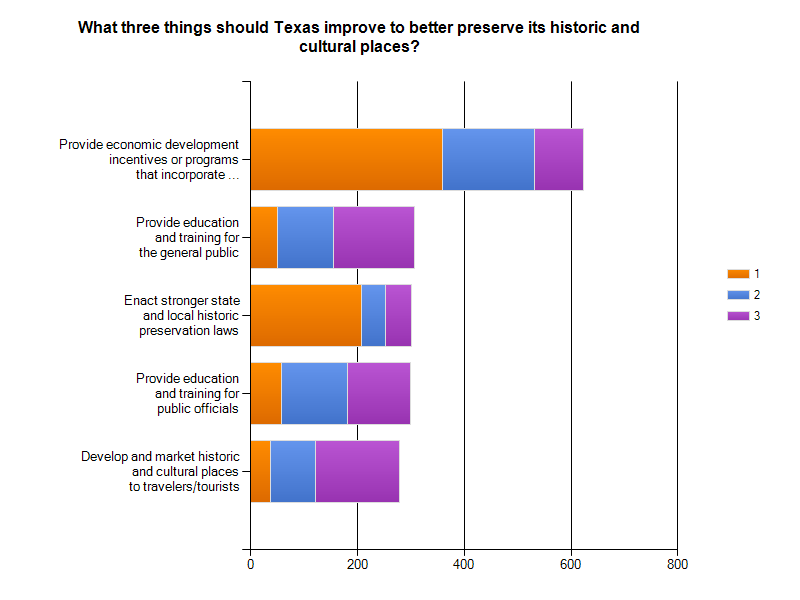 What three things should Texas improve to better preserve its historic and
cultural places?
Provide economic development
incentives or programs
that incorporate ...
Provide education
and training for
the general public
Enact stronger state
and local historic
preservation laws
Provide education
and training for
public officials
Develop and market historic
and cultural places
to travelers/tourists
0 200 400 600 800
1
2
3